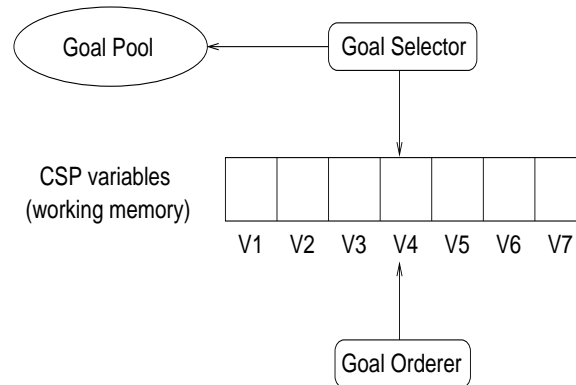 Goal Pool
Goal Selector
CSP variables
(working memory)
V1 V2 V3 V4 V5 V6 V7
Goal Orderer